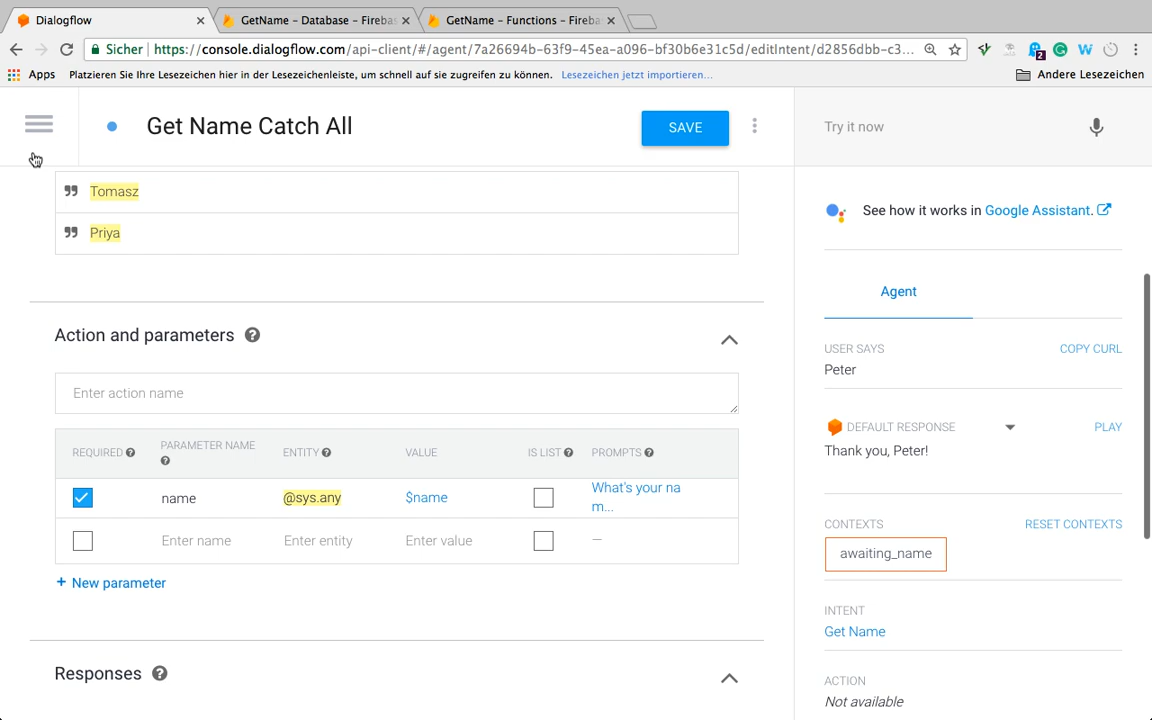 Dialogflow
GetName – Database – Firebas
GetName – Functions – Fireba
Sicher
https://console.dialogflow.com/api-client/#/agent/7a26694b-63f9-45ea-a096-bf30b6e31c5d/editIntent/d2856dbb-c3...
2
Apps
Platzieren Sie Ihre Lesezeichen hier in der Lesezeichenleiste, um schnell auf sie zugreifen zu können.
Lesezeichen jetzt importieren...
Andere Lesezeichen
Get Name Catch All
SAVE
Tomasz
Priya
Action and parameters
Enter action name
REQUIRED
PARAMETER NAME
ENTITY
VALUE
IS LIST
PROMPTS
name
@sys.any
$name
What's your na
m...
Enter name
Enter entity
Enter value
—
+ New parameter
Responses
Try it now
See how it works in Google Assistant.
Agent
USER SAYS
COPY CURL
Peter
DEFAULT RESPONSE
PLAY
Thank you, Peter!
CONTEXTS
RESET CONTEXTS
awaiting_name
INTENT
Get Name
ACTION
Not available